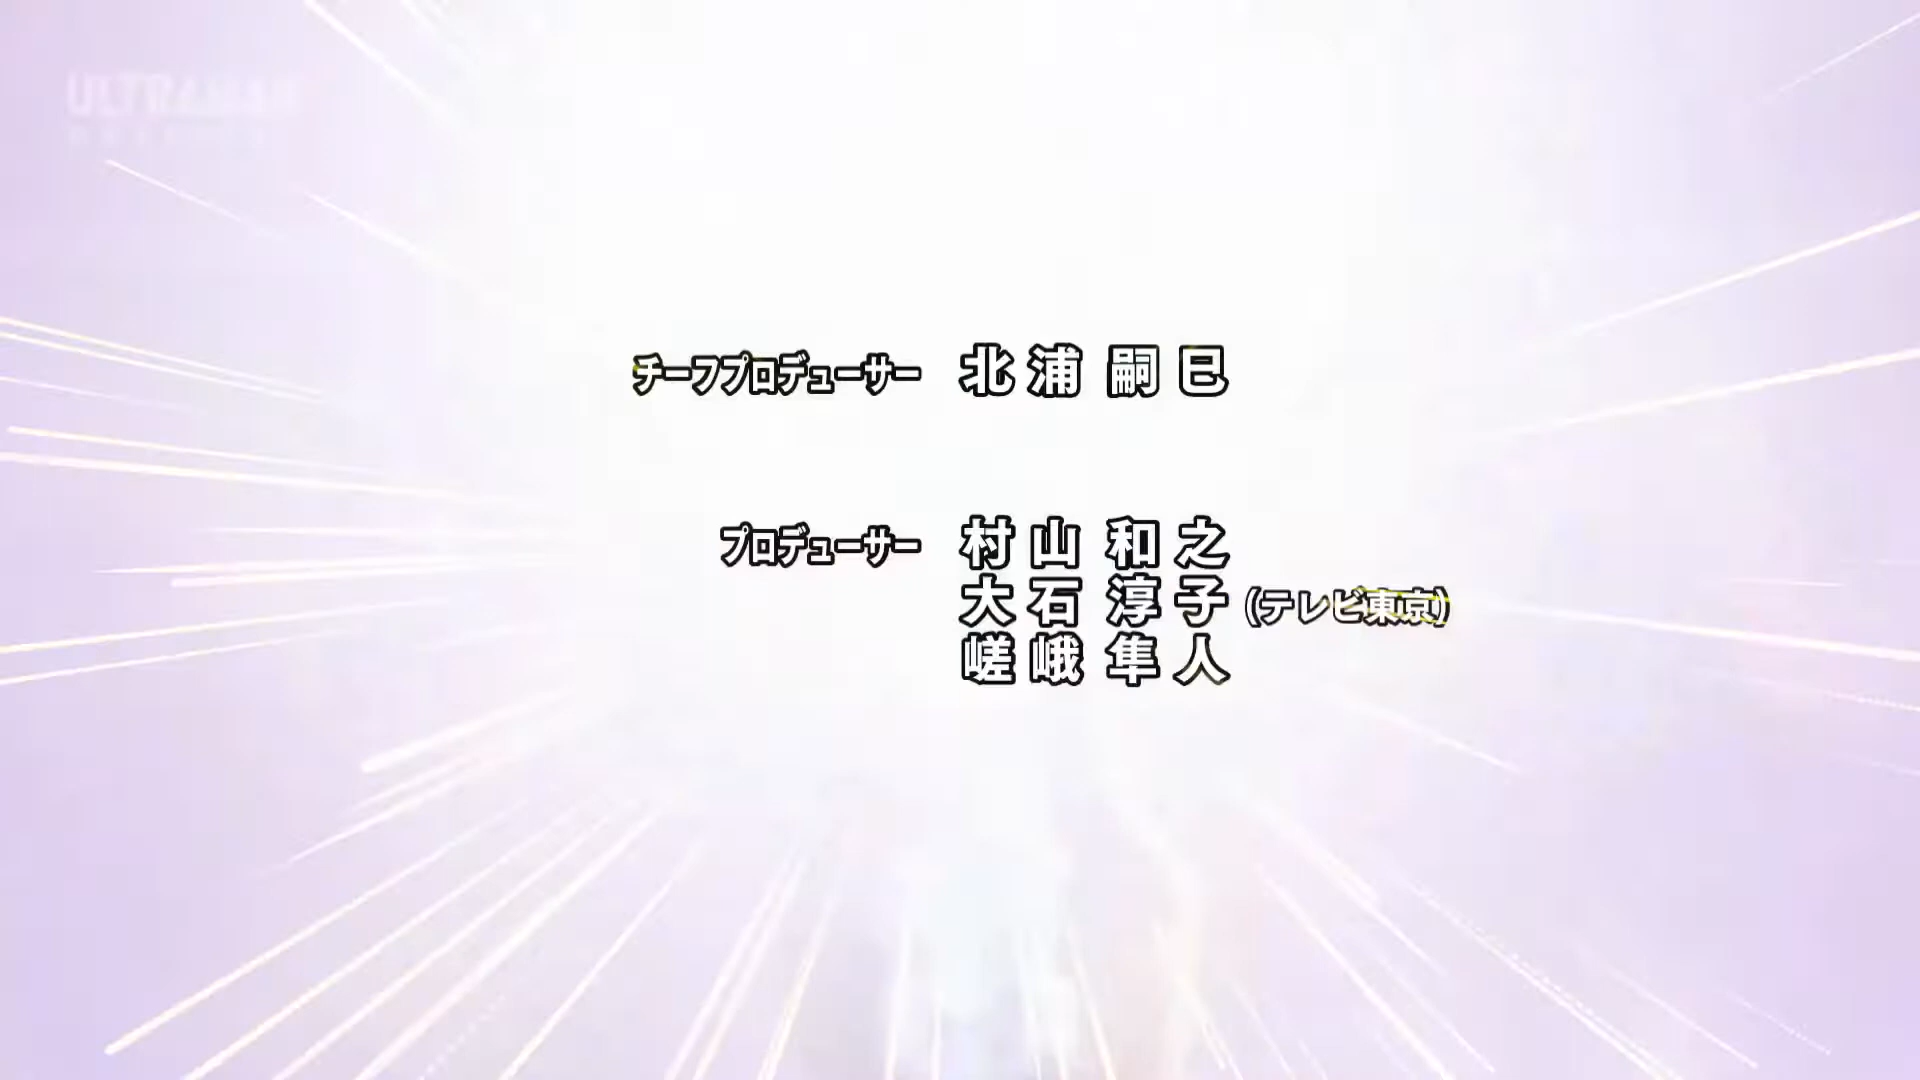 ULTRAMAN
チーフプロデューサー 北浦 嗣巳
プロデューサー 村山 和之
大石 淳子(テレビ東京)
嵯峨 隼人